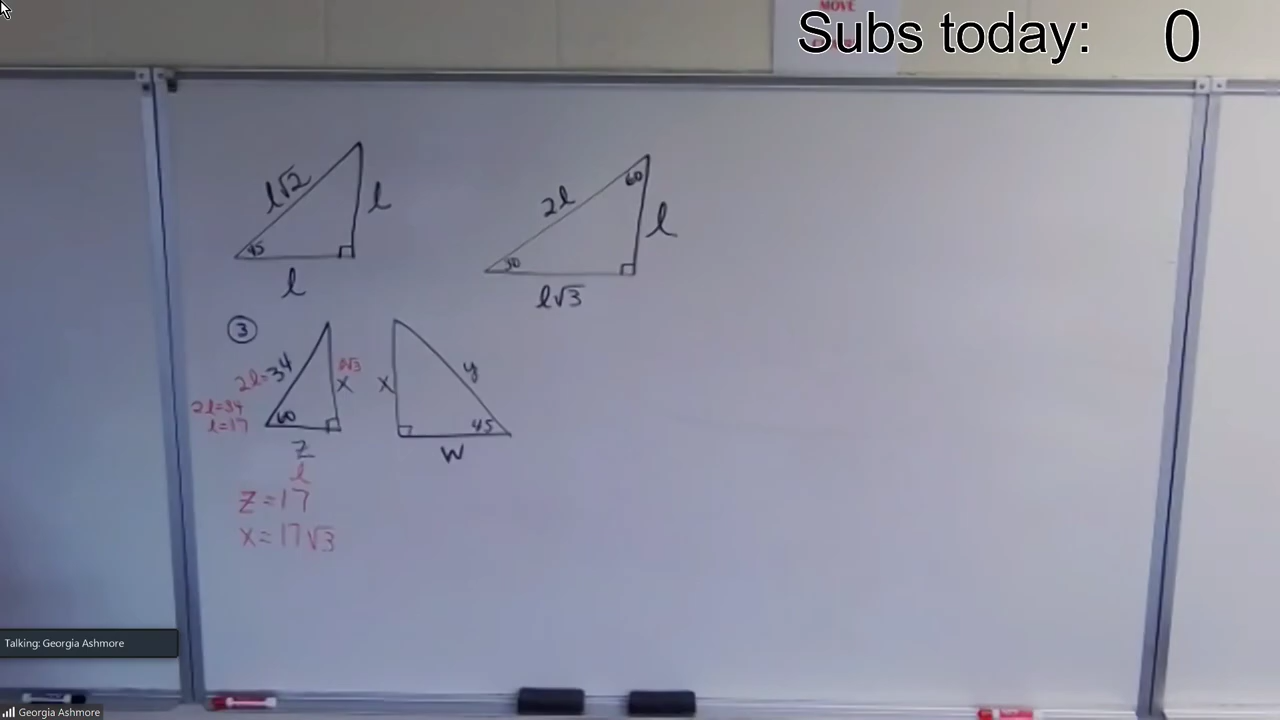 MOVE
Subs today: 0
l√2
l
45
l
2l
60
l
30
l√3
3
2l=34
l√3
x
2l=34
l=17
60
z
l
x
y
45
w
z=17
x=17√3
Talking: Georgia Ashmore
Georgia Ashmore